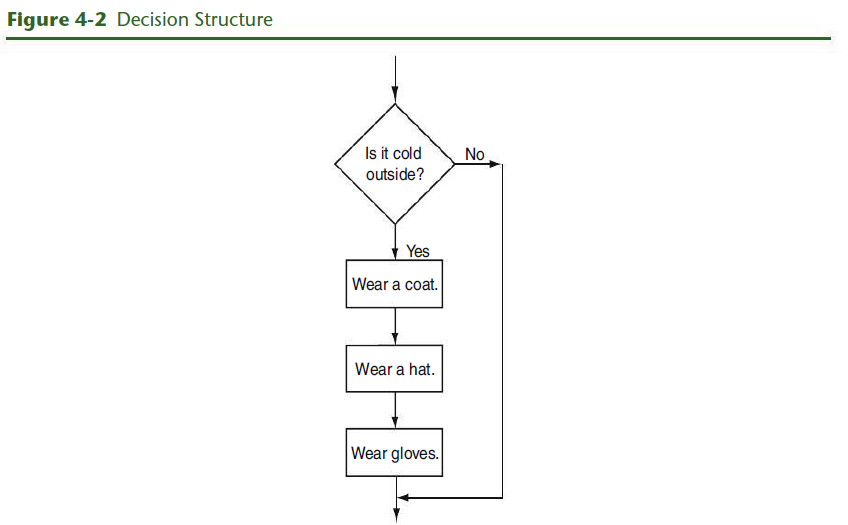 Figure 4-2 Decision Structure
Is it cold
outside?
No
Yes
Wear a coat.
Wear a hat.
Wear gloves.